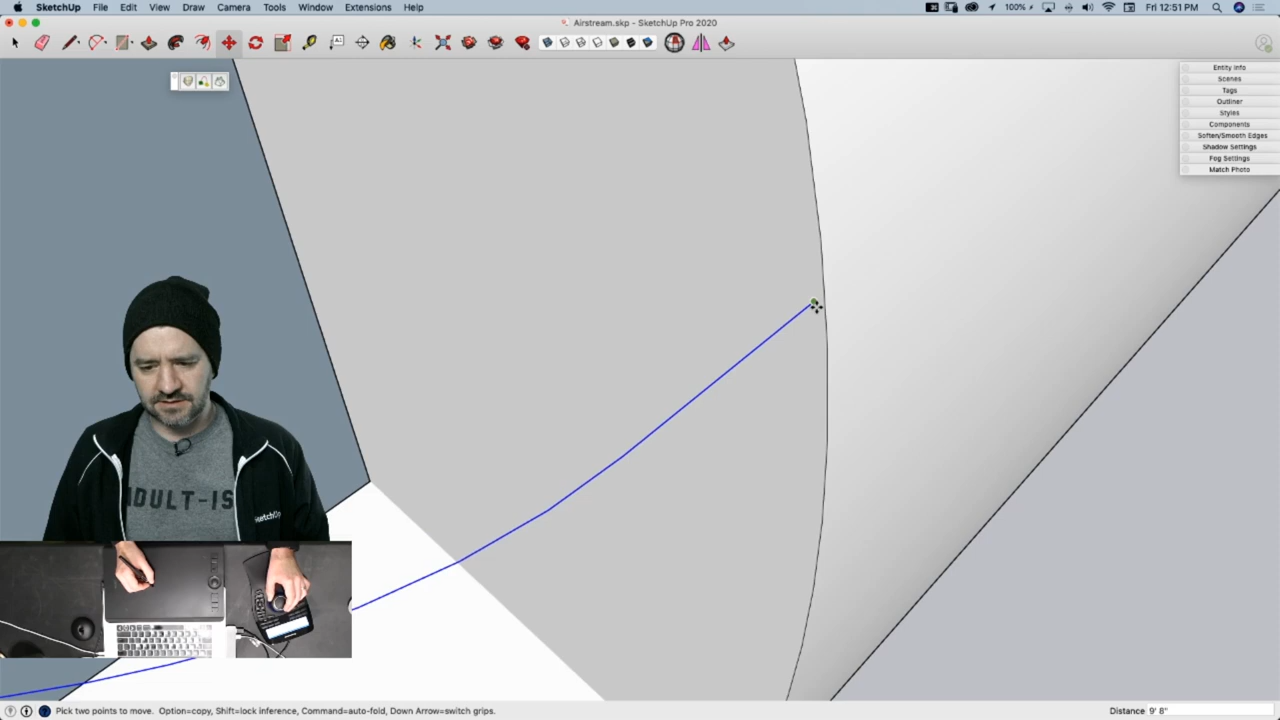 SketchUp File Edit View Draw Camera Tools Window Extensions Help
100% Fri 12:51 PM
Airstream.skp - SketchUp Pro 2020
Entity Info
Scenes
Tags
Outliner
Styles
Components
Soften/Smooth Edges
Shadow Settings
Fog Settings
Match Photo
DULT-IS
SketchUp
Pick two points to move. Option=copy, Shift=lock inference, Command=auto-fold, Down Arrow=switch grips.
Distance 9' 8"